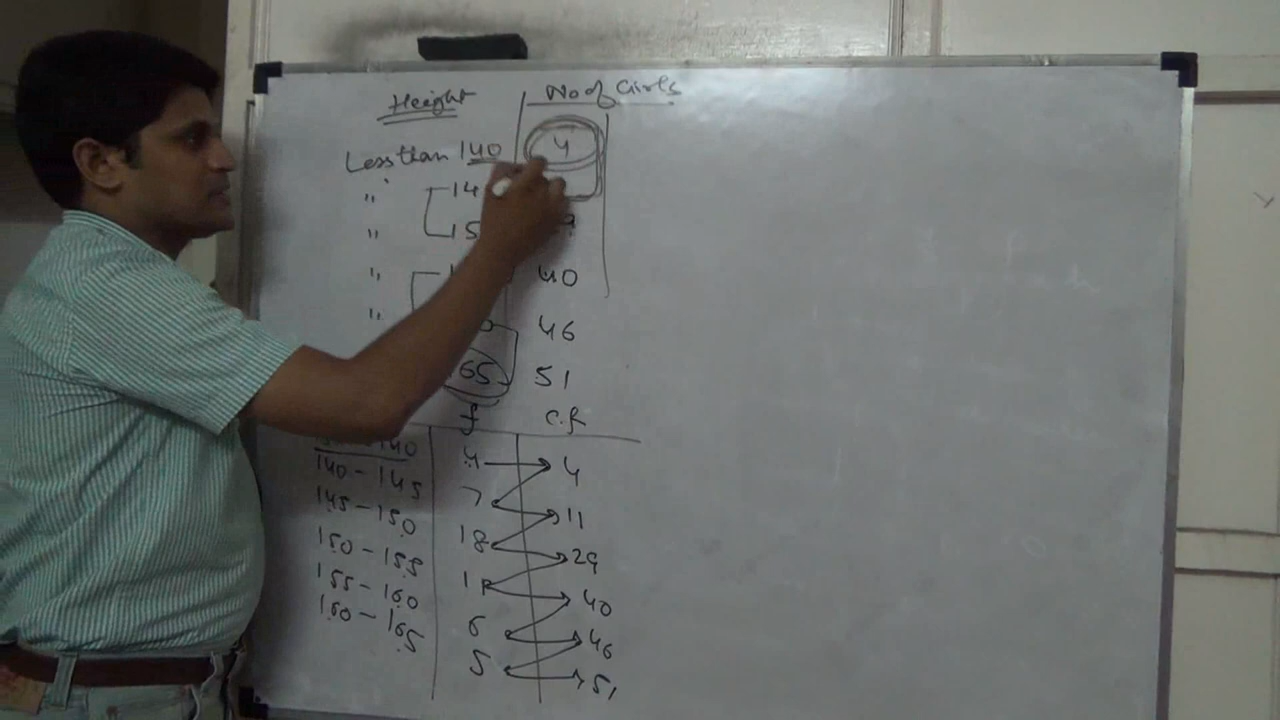 Height No of Girls
Less than 140 4
" 14
" 15
" 40
" 46
65 51
f c.f
140
140 - 145 4 4
145 - 150 7 11
150 - 155 18 29
155 - 160 11 40
160 - 165 6 46
5 51